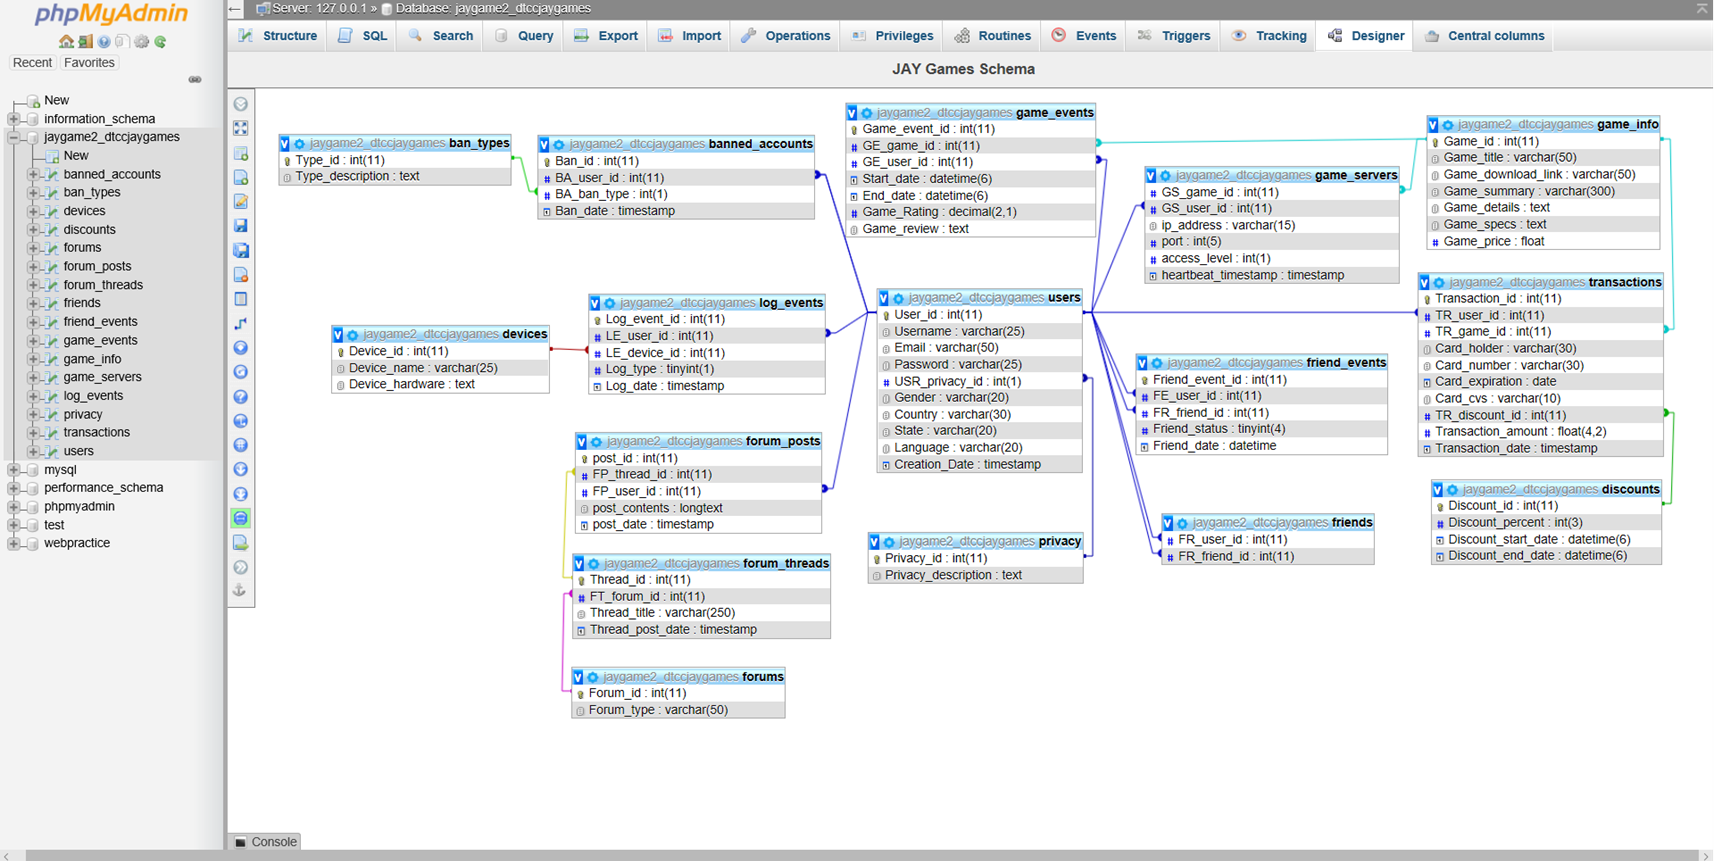 phpMyAdmin
Recent Favorites
New
information_schema
jaygame2_dtccjaygames
New
banned_accounts
ban_types
devices
discounts
forums
forum_posts
forum_threads
friends
friend_events
game_events
game_info
game_servers
log_events
privacy
transactions
users
mysql
performance_schema
phpmyadmin
test
webpractice
Server: 127.0.0.1 » Database: jaygame2_dtccjaygames
Structure SQL Search Query Export Import Operations Privileges Routines Events Triggers Tracking Designer Central columns
JAY Games Schema
jaygame2_dtccjaygames ban_types
Type_id : int(11)
Type_description : text
jaygame2_dtccjaygames banned_accounts
Ban_id : int(11)
BA_user_id : int(11)
BA_ban_type : int(1)
Ban_date : timestamp
jaygame2_dtccjaygames game_events
Game_event_id : int(11)
GE_game_id : int(11)
GE_user_id : int(11)
Start_date : datetime(6)
End_date : datetime(6)
Game_Rating : decimal(2,1)
Game_review : text
jaygame2_dtccjaygames game_servers
GS_game_id : int(11)
GS_user_id : int(11)
ip_address : varchar(15)
port : int(5)
access_level : int(1)
heartbeat_timestamp : timestamp
jaygame2_dtccjaygames game_info
Game_id : int(11)
Game_title : varchar(50)
Game_download_link : varchar(50)
Game_summary : varchar(300)
Game_details : text
Game_specs : text
Game_price : float
jaygame2_dtccjaygames devices
Device_id : int(11)
Device_name : varchar(25)
Device_hardware : text
jaygame2_dtccjaygames log_events
Log_event_id : int(11)
LE_user_id : int(11)
LE_device_id : int(11)
Log_type : tinyint(1)
Log_date : timestamp
jaygame2_dtccjaygames users
User_id : int(11)
Username : varchar(25)
Email : varchar(50)
Password : varchar(25)
USR_privacy_id : int(1)
Gender : varchar(20)
Country : varchar(30)
State : varchar(20)
Language : varchar(20)
Creation_Date : timestamp
jaygame2_dtccjaygames friend_events
Friend_event_id : int(11)
FE_user_id : int(11)
FR_friend_id : int(11)
Friend_status : tinyint(4)
Friend_date : datetime
jaygame2_dtccjaygames transactions
Transaction_id : int(11)
TR_user_id : int(11)
TR_game_id : int(11)
Card_holder : varchar(30)
Card_number : varchar(30)
Card_expiration : date
Card_cvs : varchar(10)
TR_discount_id : int(11)
Transaction_amount : float(4,2)
Transaction_date : timestamp
jaygame2_dtccjaygames forum_posts
post_id : int(11)
FP_thread_id : int(11)
FP_user_id : int(11)
post_contents : longtext
post_date : timestamp
jaygame2_dtccjaygames discounts
Discount_id : int(11)
Discount_percent : int(3)
Discount_start_date : datetime(6)
Discount_end_date : datetime(6)
jaygame2_dtccjaygames privacy
Privacy_id : int(11)
Privacy_description : text
jaygame2_dtccjaygames friends
FR_user_id : int(11)
FR_friend_id : int(11)
jaygame2_dtccjaygames forum_threads
Thread_id : int(11)
FT_forum_id : int(11)
Thread_title : varchar(250)
Thread_post_date : timestamp
jaygame2_dtccjaygames forums
Forum_id : int(11)
Forum_type : varchar(50)
Console